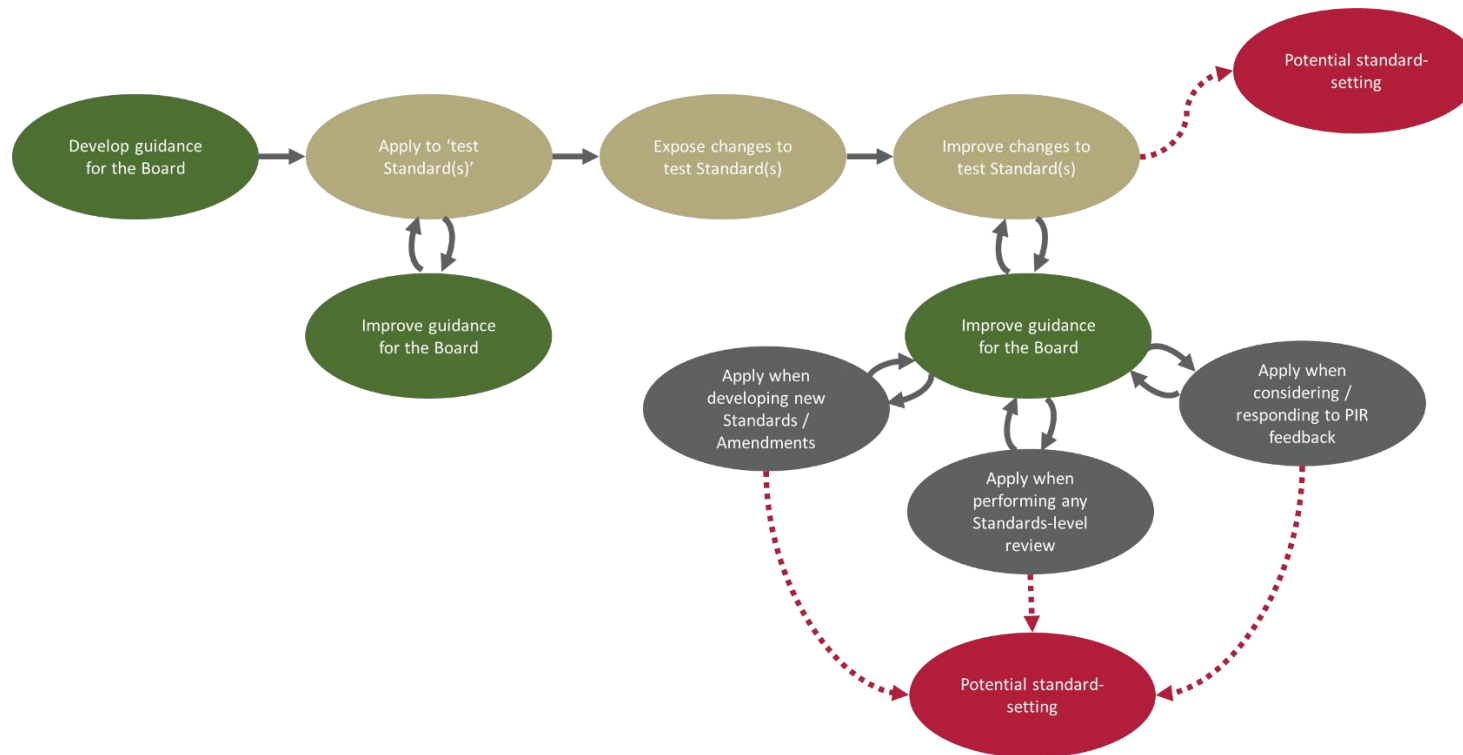 Potential standard-
setting
Develop guidance
for the Board
Apply to ‘test
Standard(s)’
Expose changes to
test Standard(s)
Improve changes to
test Standard(s)
Improve guidance
for the Board
Improve guidance
for the Board
Apply when
developing new
Standards /
Amendments
Apply when
considering /
responding to PIR
feedback
Apply when
performing any
Standards-level
review
Potential standard-
setting